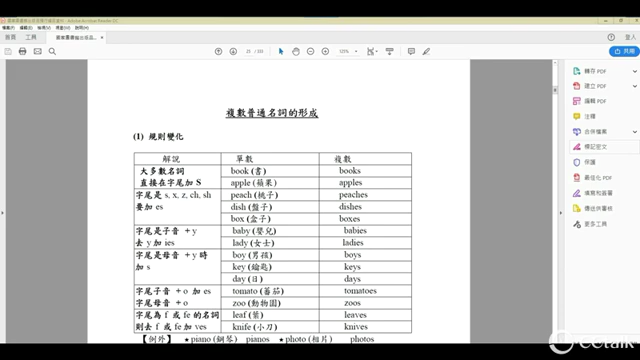 首頁 工具
23 / 331
125%
登入
共用
複數普通名詞的形成
(1) 規則變化
解說 單數 複數
大多數名詞 book (書) books
直接在字尾加 S apple (蘋果) apples
字尾是 s, x, z, ch, sh peach (桃子) peaches
要加 es dish (盤子) dishes
box (盒子) boxes
字尾是子音 + y baby (嬰兒) babies
去 y 加 ies lady (女士) ladies
字尾是母音 + y 時 boy (男孩) boys
加 s key (鑰匙) keys
day (日) days
字尾子音 + o 加 es tomato (蕃茄) tomatoes
字尾母音 + o zoo (動物園) zoos
字尾為 f 或 fe 的名詞 leaf (葉) leaves
則去 f 或 fe 加 ves knife (小刀) knives
【例外】 ★piano (鋼琴) pianos ★photo (相片) photos
轉存 PDF
建立 PDF
編輯 PDF
注釋
合併檔案
標記密文
保護
最佳化 PDF
填寫和簽署
傳送供審核
更多工具
CCtalk